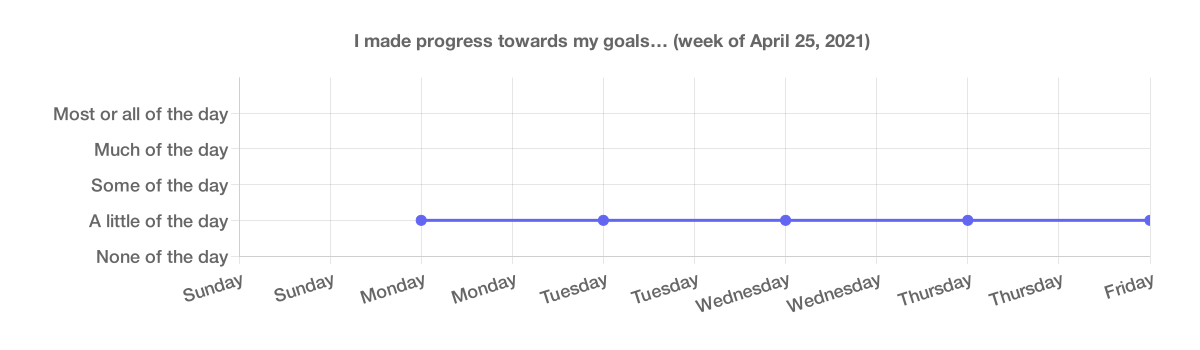 I made progress towards my goals… (week of April 25, 2021)
Most or all of the day
Much of the day
Some of the day
A little of the day
None of the day
Sunday
Sunday
Monday
Monday
Tuesday
Tuesday
Wednesday
Wednesday
Thursday
Thursday
Friday